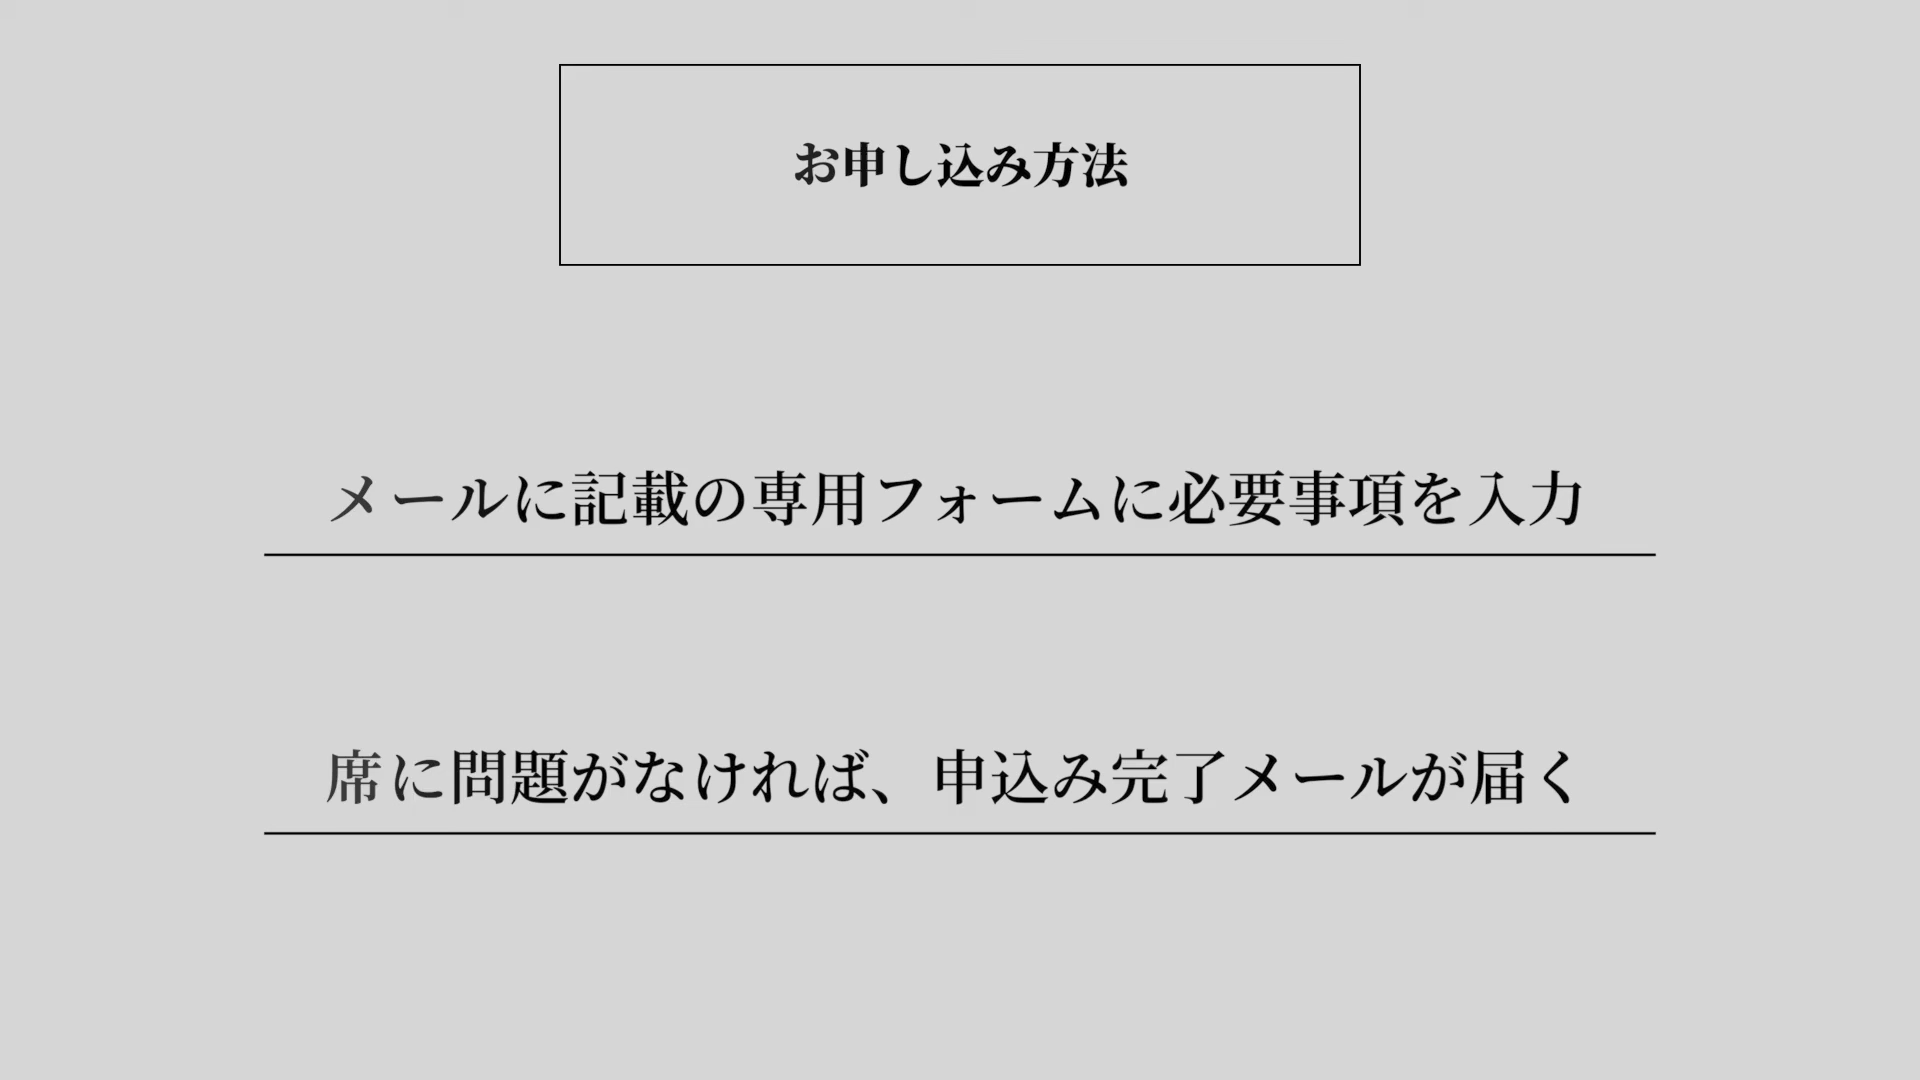 お申し込み方法
メールに記載の専用フォームに必要事項を入力
席に問題がなければ、申込み完了メールが届く